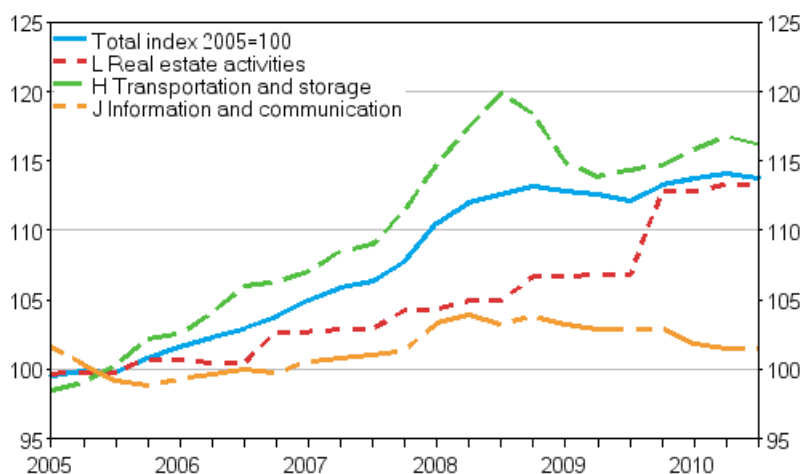 125
120
115
110
105
100
95
Total index 2005=100
L Real estate activities
H Transportation and storage
J Information and communication
125
120
115
110
105
100
95
2005 2006 2007 2008 2009 2010